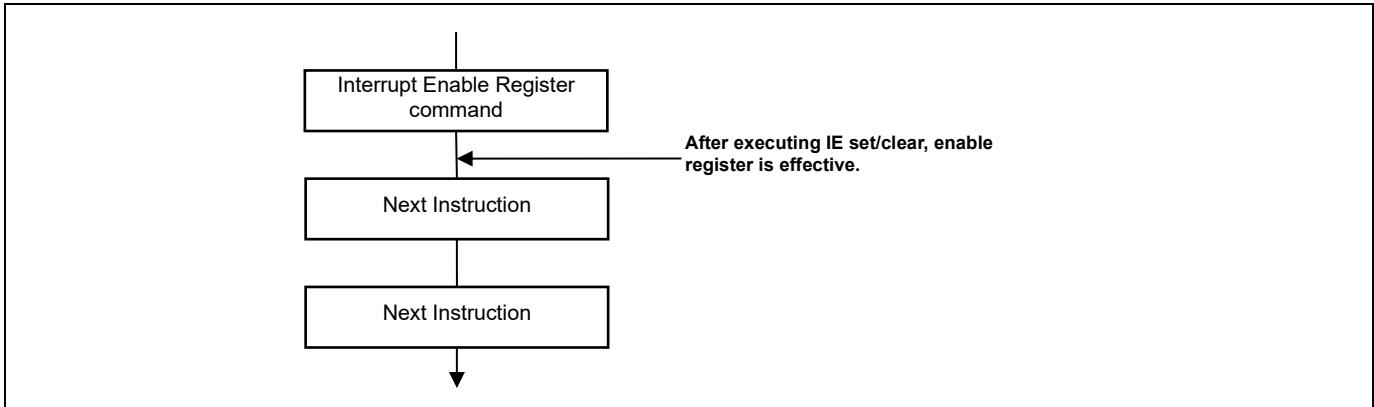 Interrupt Enable Register
command
After executing IE set/clear, enable
register is effective.
Next Instruction
Next Instruction